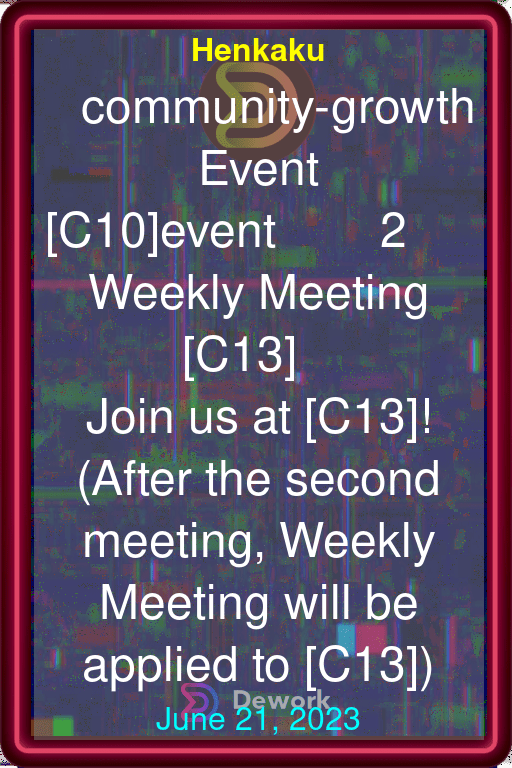 Henkaku
community-growth
Event
[C10]event 2
Weekly Meeting
[C13]
Join us at [C13]!
(After the second
meeting, Weekly
Meeting will be
applied to [C13])
Dework
June 21, 2023